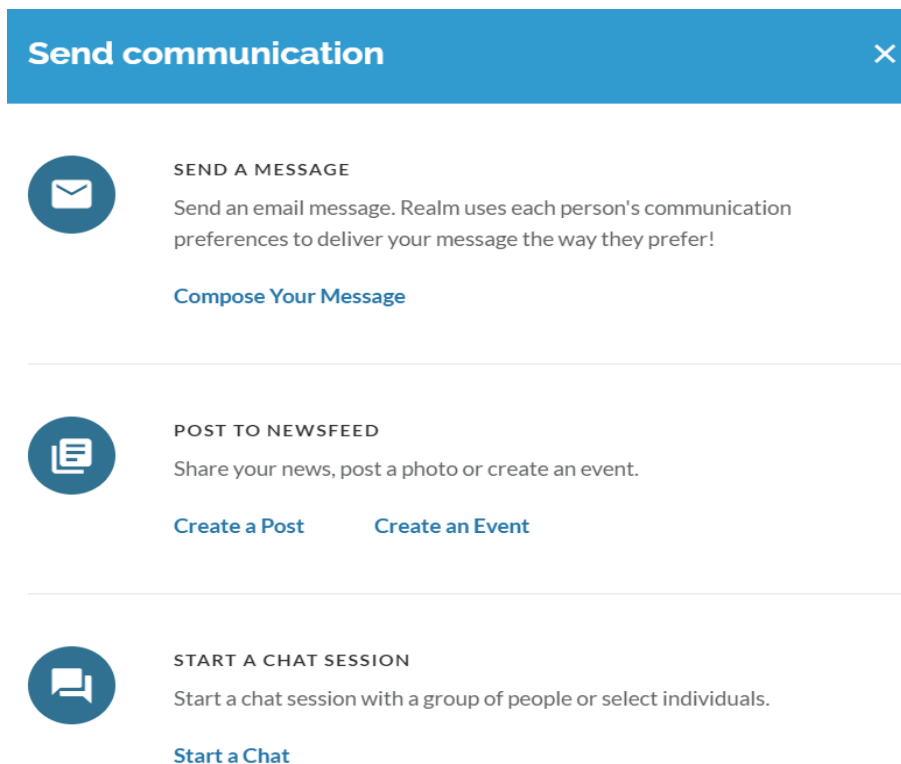 Send communication
SEND A MESSAGE
Send an email message. Realm uses each person's communication
preferences to deliver your message the way they prefer!
Compose Your Message
POST TO NEWSFEED
Share your news, post a photo or create an event.
Create a Post Create an Event
START A CHAT SESSION
Start a chat session with a group of people or select individuals.
Start a Chat